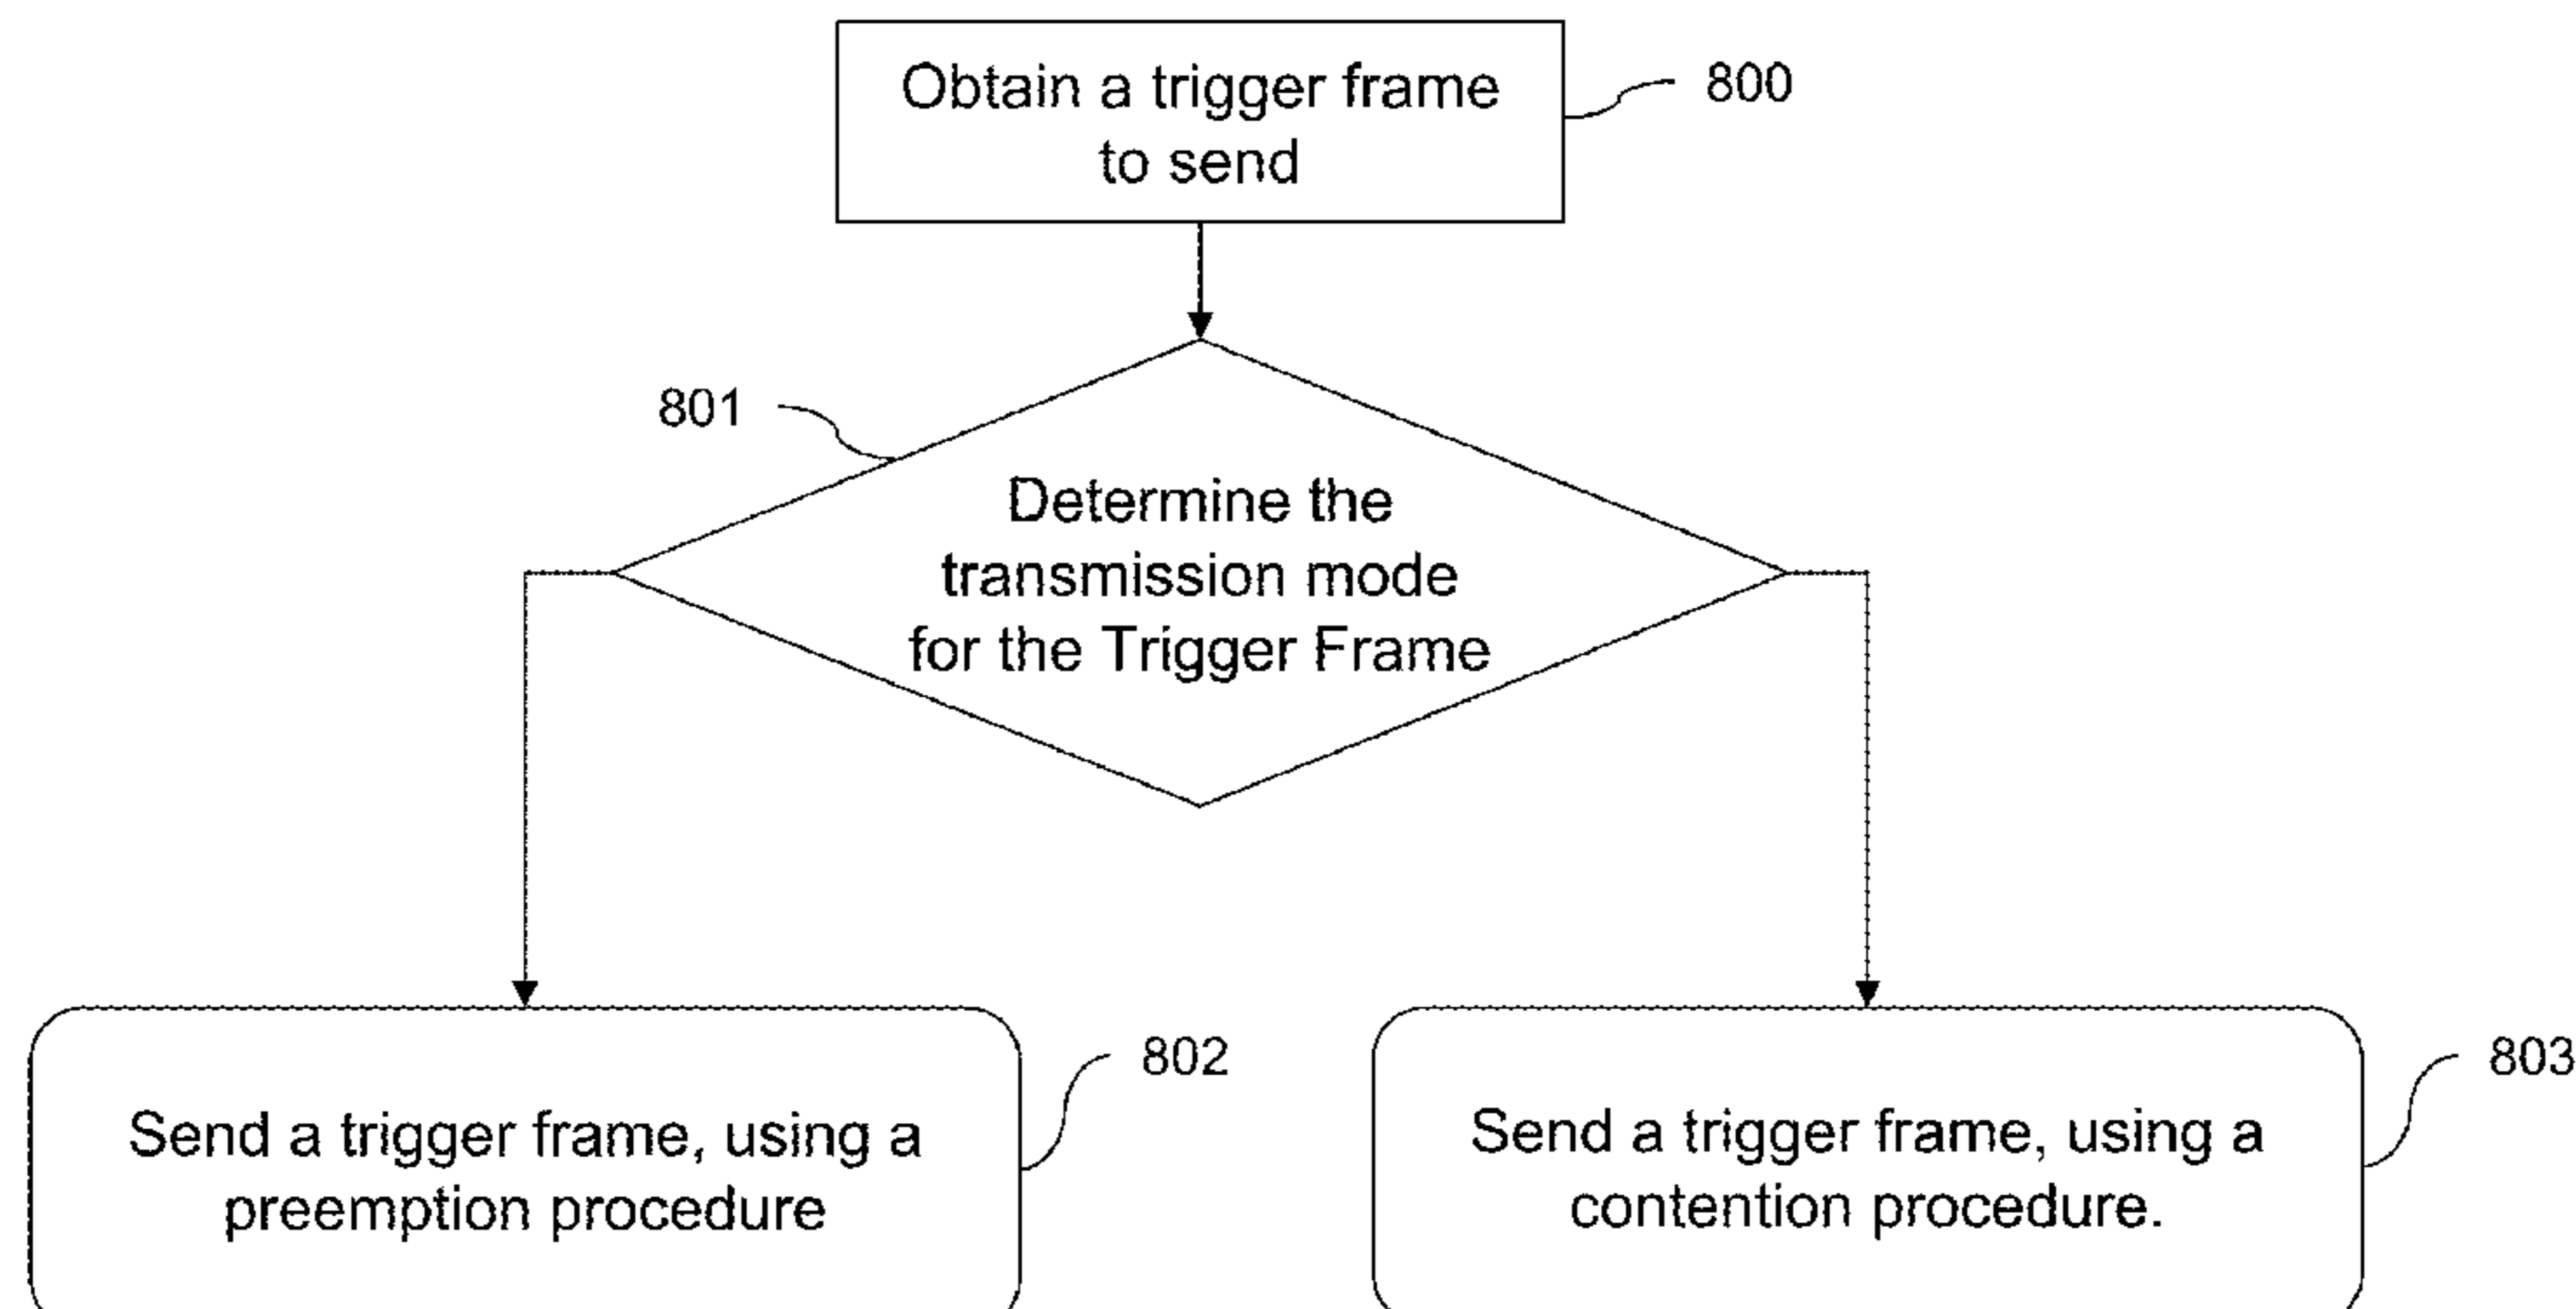 Obtain a trigger frame
to send
800
801
Determine the
transmission mode
for the Trigger Frame
Send a trigger frame, using a
preemption procedure
802
Send a trigger frame, using a
contention procedure.
803